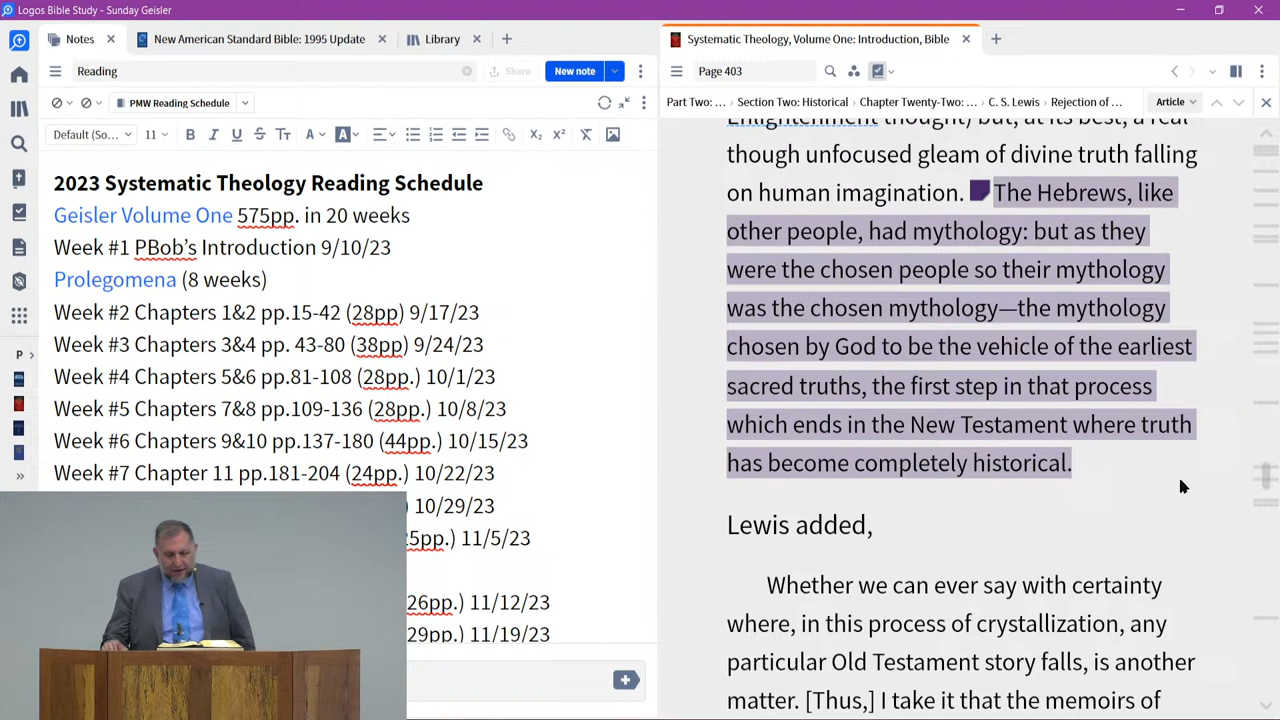 Logos Bible Study - Sunday Geisler
Notes
New American Standard Bible: 1995 Update
Library
Reading
Share
New note
PMW Reading Schedule
Default (So...
11
2023 Systematic Theology Reading Schedule
Geisler Volume One 575pp. in 20 weeks
Week #1 PBob’s Introduction 9/10/23
Prolegomena (8 weeks)
Week #2 Chapters 1&2 pp.15-42 (28pp) 9/17/23
Week #3 Chapters 3&4 pp. 43-80 (38pp) 9/24/23
Week #4 Chapters 5&6 pp.81-108 (28pp.) 10/1/23
Week #5 Chapters 7&8 pp.109-136 (28pp.) 10/8/23
Week #6 Chapters 9&10 pp.137-180 (44pp.) 10/15/23
Week #7 Chapter 11 pp.181-204 (24pp.) 10/22/23
) 10/29/23
5pp.) 11/5/23
26pp.) 11/12/23
29pp.) 11/19/23
P
Systematic Theology, Volume One: Introduction, Bible
Page 403
Part Two: ... Section Two: Historical Chapter Twenty-Two: ... C. S. Lewis Rejection of ...
Article
Enlightenment thought) but, at its best, a real
though unfocused gleam of divine truth falling
on human imagination. The Hebrews, like
other people, had mythology: but as they
were the chosen people so their mythology
was the chosen mythology—the mythology
chosen by God to be the vehicle of the earliest
sacred truths, the first step in that process
which ends in the New Testament where truth
has become completely historical.
Lewis added,
Whether we can ever say with certainty
where, in this process of crystallization, any
particular Old Testament story falls, is another
matter. [Thus,] I take it that the memoirs of